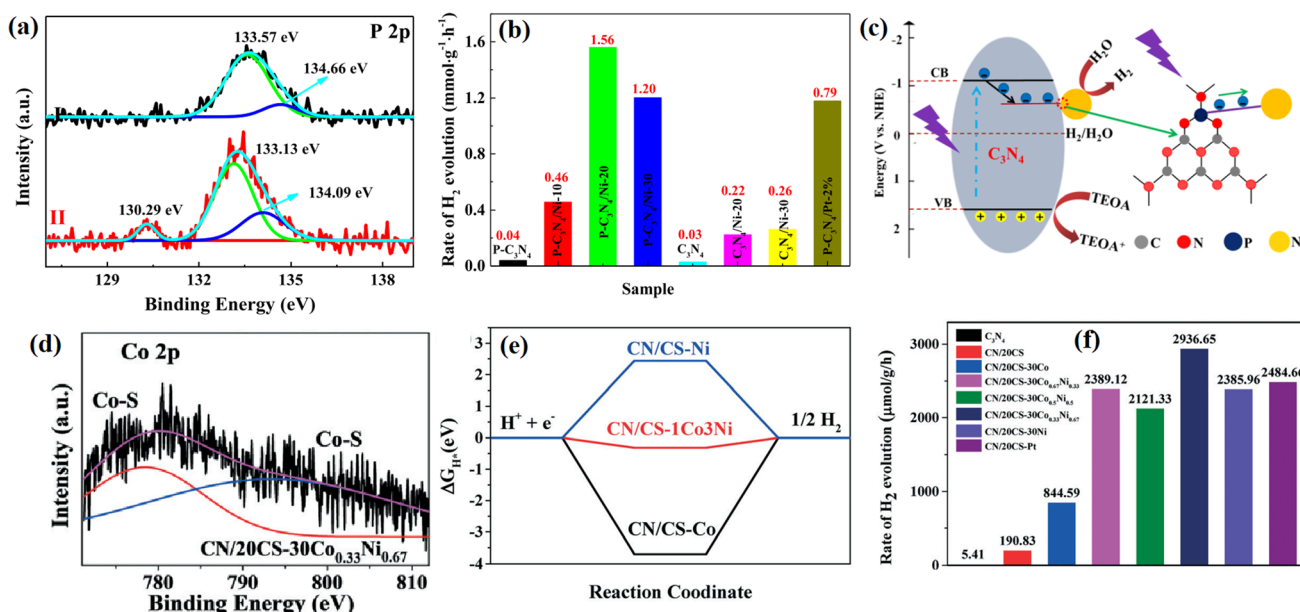 (a)
P 2p
133.57 eV
134.66 eV
I
133.13 eV
134.09 eV
130.29 eV
II
Intensity (a.u.)
129 132 135 138
Binding Energy (eV)
(b)
Rate of H2 evolution (mmol·g-1·h-1)
1.6
1.2
0.8
0.4
0.0
0.04
0.46
1.56
1.20
0.03
0.22
0.26
0.79
P-C3N4
P-C3N4/Ni-10
P-C3N4/Ni-20
P-C3N4/Ni-30
C3N4
C3N4/Ni-20
C3N4/Ni-30
P-C3N4/Pt-2%
Sample
(c)
Energy (V vs. NHE)
-2
-1
0
1
2
CB
VB
H2O
H2
H2/H2O
C3N4
TEOA
TEOA+
C N P N
(d)
Co 2p
Co-S
Co-S
CN/20CS-30Co0.33Ni0.67
Intensity (a.u.)
780 790 800 810
Binding Energy (eV)
(e)
ΔGH* (eV)
3
2
1
0
-1
-2
-3
-4
CN/CS-Ni
H+ + e-
CN/CS-1Co3Ni
1/2 H2
CN/CS-Co
Reaction Coodinate
(f)
Rate of H2 evolution (μmol/g/h)
3000
2000
1000
0
C3N4
CN/20CS
CN/20CS-30Co
CN/20CS-30Co0.67Ni0.33
CN/20CS-30Co0.5Ni0.5
CN/20CS-30Co0.33Ni0.67
CN/20CS-30Ni
CN/20CS-Pt
5.41
190.83
844.59
2389.12
2121.33
2936.65
2385.96